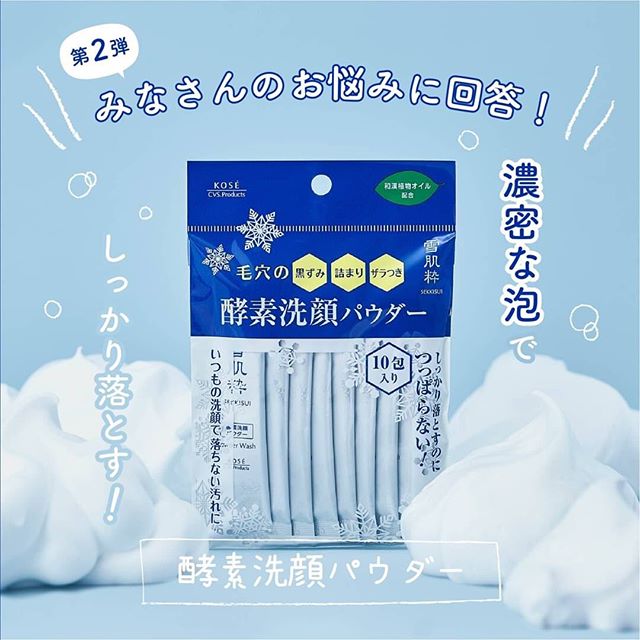 第2弾
みなさんのお悩みに回答！
濃密な泡で
しっかり落とす！
KOSÉ
CVS.Products
和漢植物オイル
配合
雪肌粋
SEKKISUI
毛穴の 黒ずみ 詰まり ザラつき
酵素洗顔パウダー
10包
入り
しっかり落とすのに
つっぱらない！
いつもの洗顔で落ちない汚れに
雪肌粋
SEKKISUI
パウダー
Wash
KOSÉ
酵素洗顔パウダー